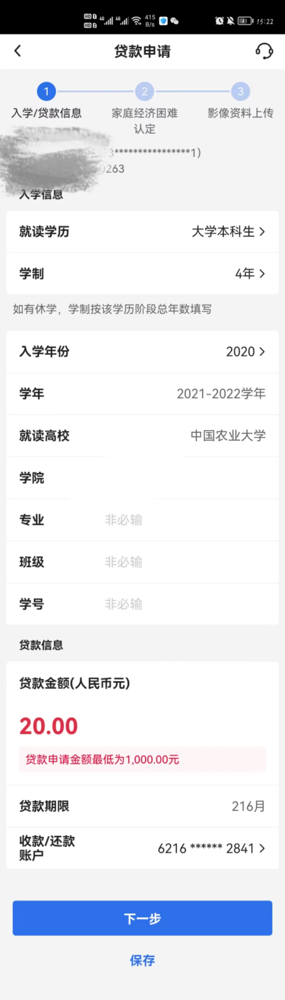 HD 1 4G 4G 415 43 15:22
HD 2 B/s
贷款申请
1 2 3
入学/贷款信息 家庭经济困难认定 影像资料上传
3****************1)
0263
入学信息
就读学历 大学本科生
学制 4年
如有休学，学制按该学历阶段总年数填写
入学年份 2020
学年 2021-2022学年
就读高校 中国农业大学
学院
专业 非必输
班级 非必输
学号 非必输
贷款信息
贷款金额(人民币元)
20.00
贷款申请金额最低为1,000.00元
贷款期限 216月
收款/还款账户 6216 ****** 2841
下一步
保存